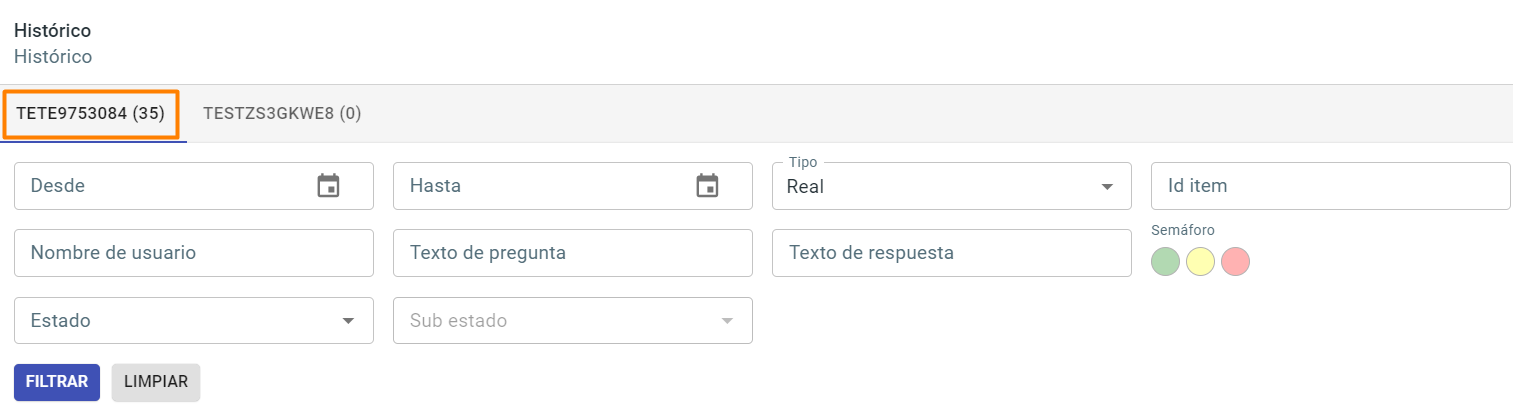 Histórico
Histórico
TETE9753084 (35) TESTZS3GKWE8 (0)
Desde Hasta Tipo Real Id item
Nombre de usuario Texto de pregunta Texto de respuesta Semáforo
Estado Sub estado
FILTRAR LIMPIAR